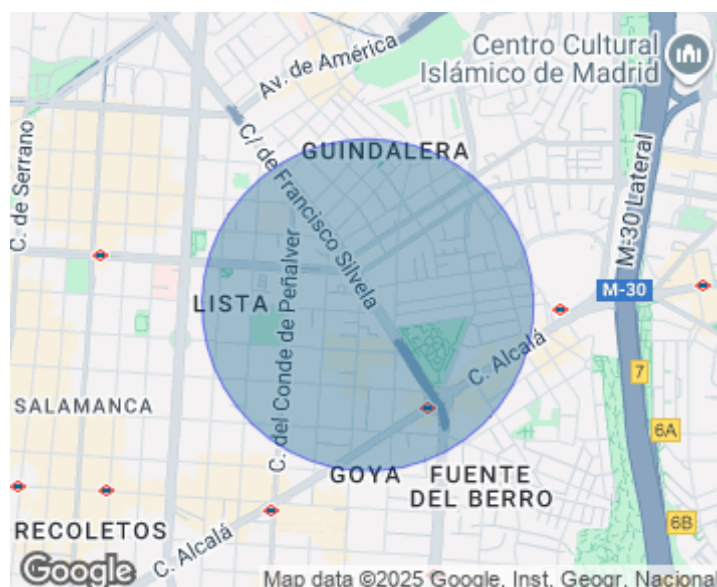 Centro Cultural
Islámico de Madrid
Av. de América
C. de Serrano
C/ de Francisco Silvela
GUINDALERA
M-30 Lateral
C. del Conde de Peñalver
LISTA
M-30
C. Alcalá
7
SALAMANCA
6A
GOYA
FUENTE
DEL BERRO
6B
RECOLETOS
C. Alcalá
Google
Map data ©2025 Google, Inst. Geogr. Nacional